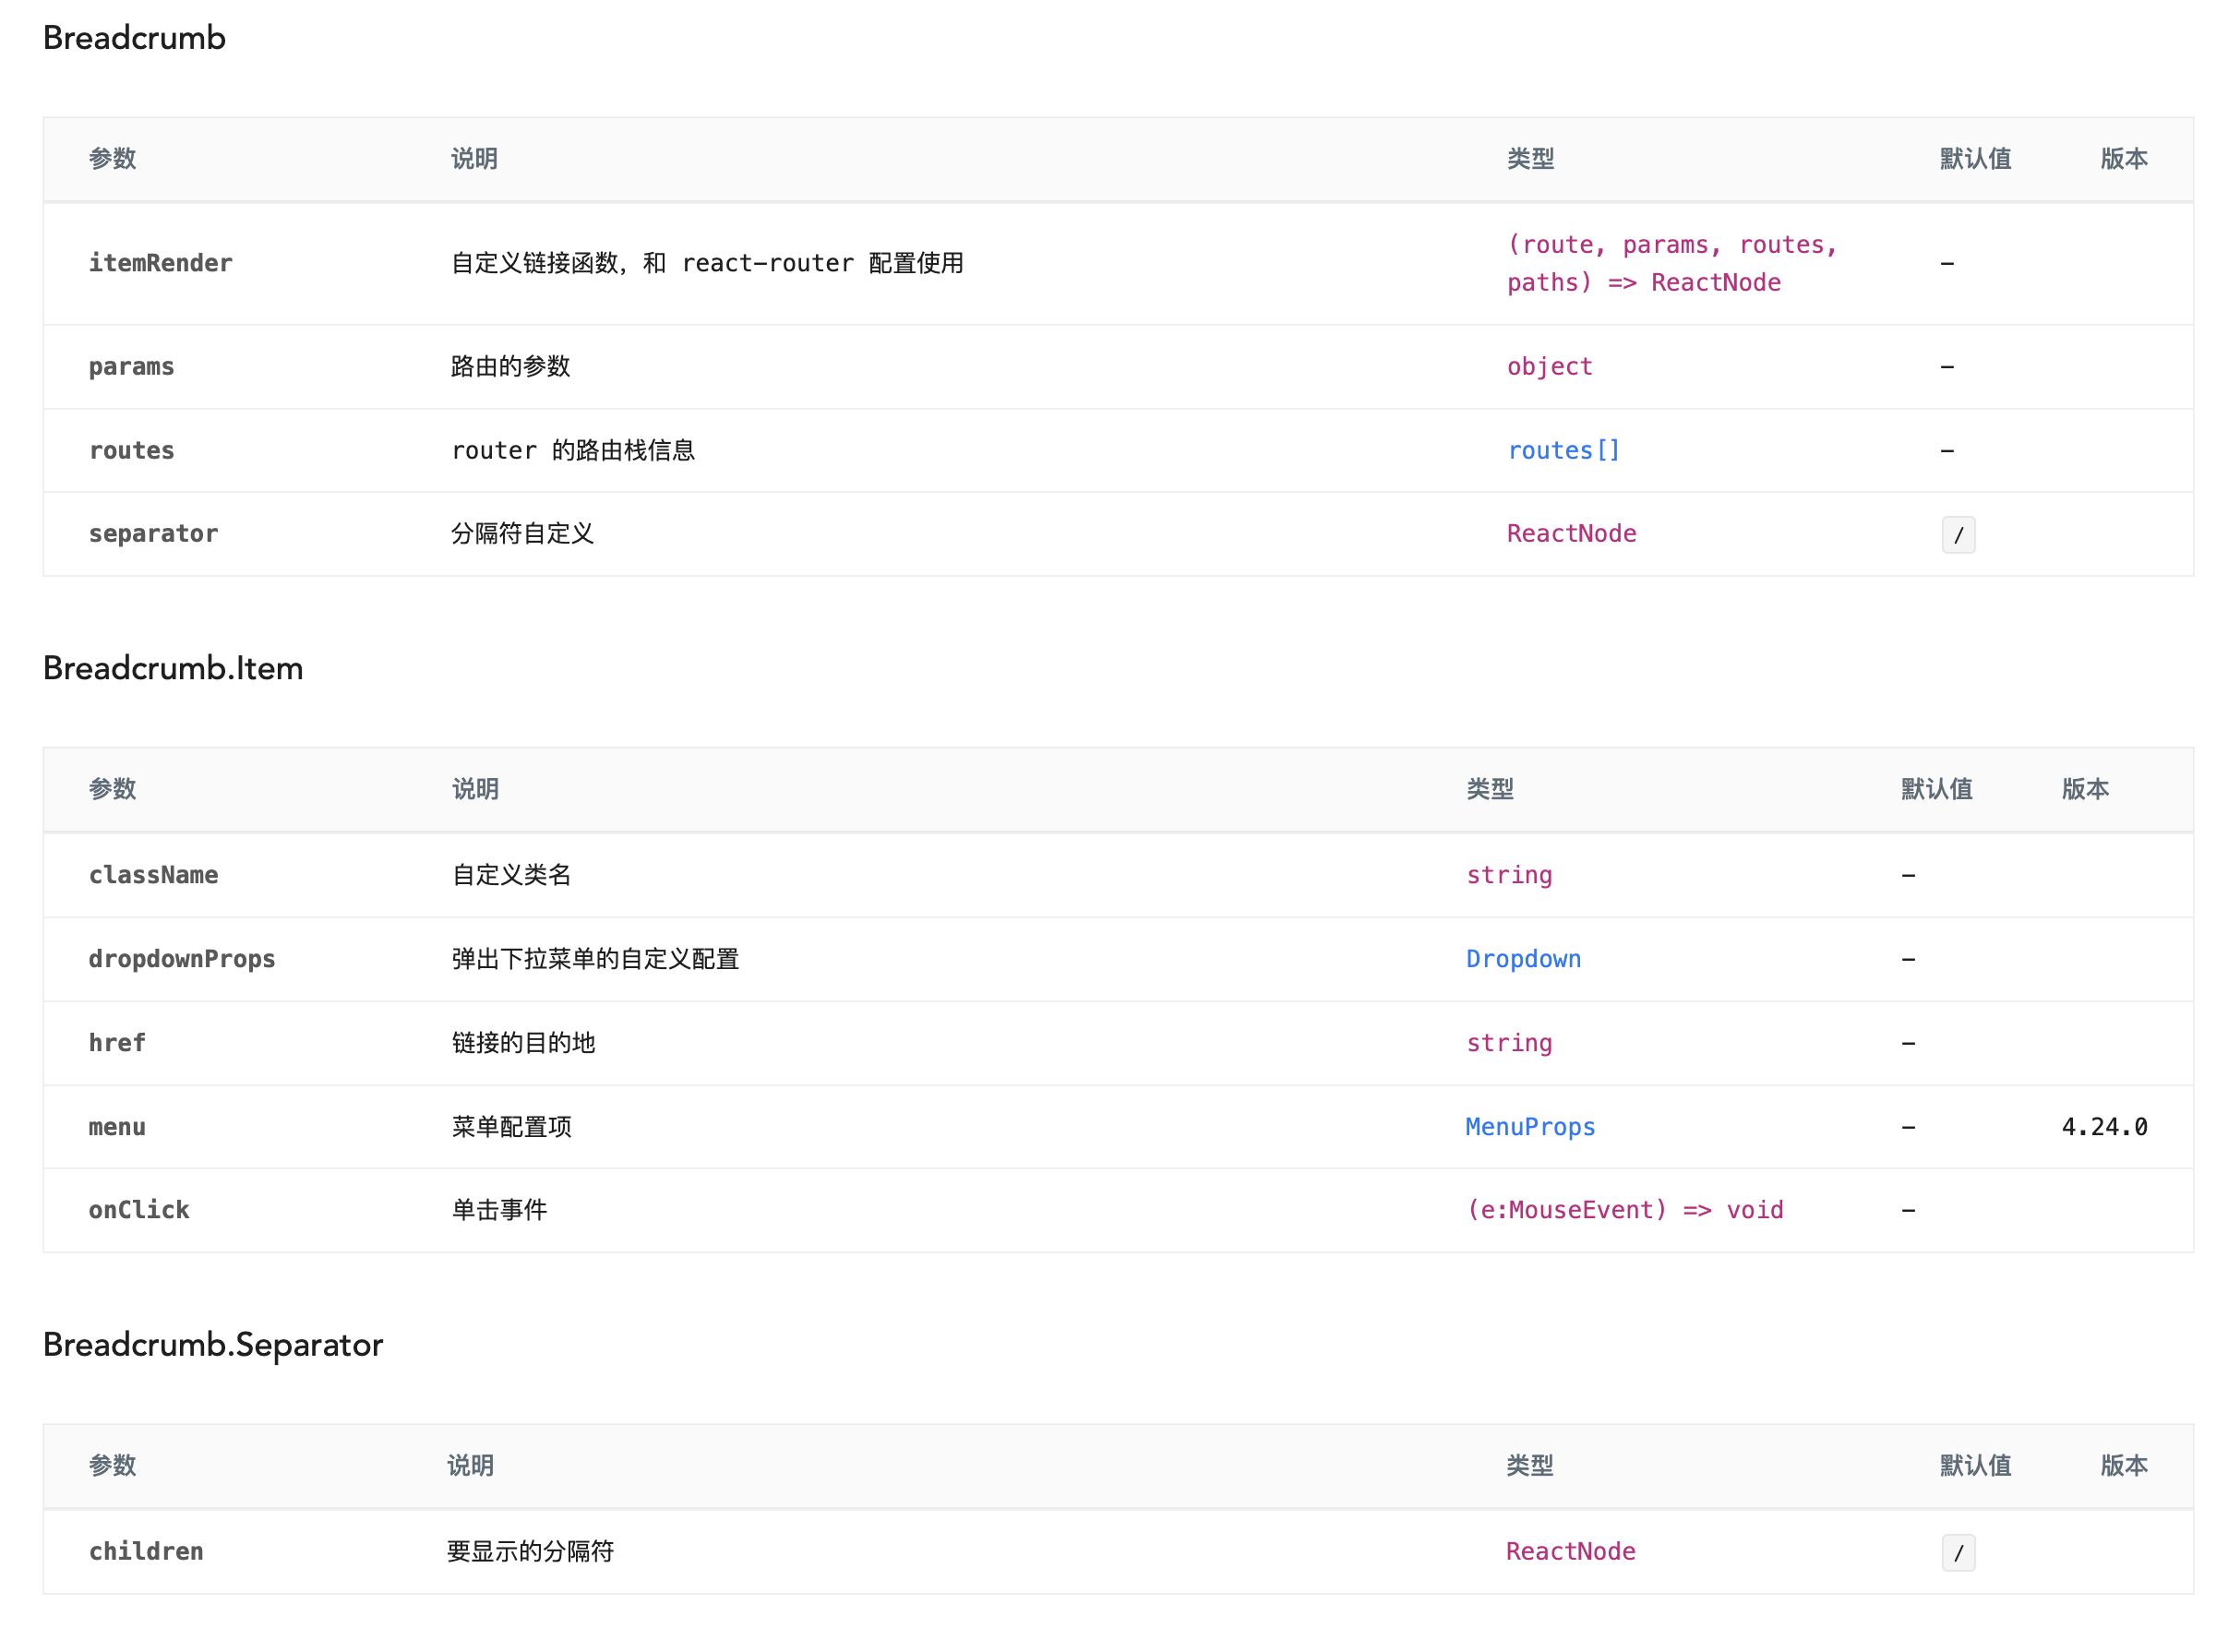 Breadcrumb
参数 说明 类型 默认值 版本
itemRender 自定义链接函数，和 react-router 配置使用 (route, params, routes,
paths) => ReactNode -
params 路由的参数 object -
routes router 的路由栈信息 routes[] -
separator 分隔符自定义 ReactNode /
Breadcrumb.Item
参数 说明 类型 默认值 版本
className 自定义类名 string -
dropdownProps 弹出下拉菜单的自定义配置 Dropdown -
href 链接的目的地 string -
menu 菜单配置项 MenuProps - 4.24.0
onClick 单击事件 (e:MouseEvent) => void -
Breadcrumb.Separator
参数 说明 类型 默认值 版本
children 要显示的分隔符 ReactNode /